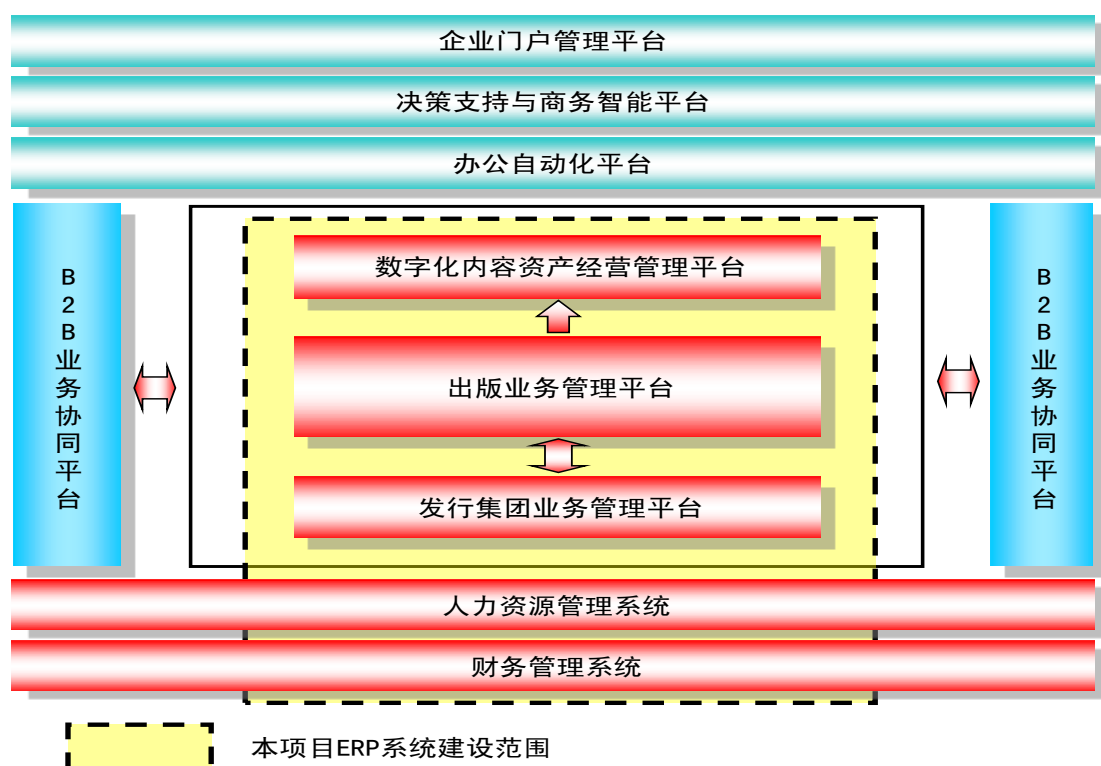 企业门户管理平台
决策支持与商务智能平台
办公自动化平台
B2B业务协同平台
数字化内容资产经营管理平台
出版业务管理平台
发行集团业务管理平台
B2B业务协同平台
人力资源管理系统
财务管理系统
本项目ERP系统建设范围